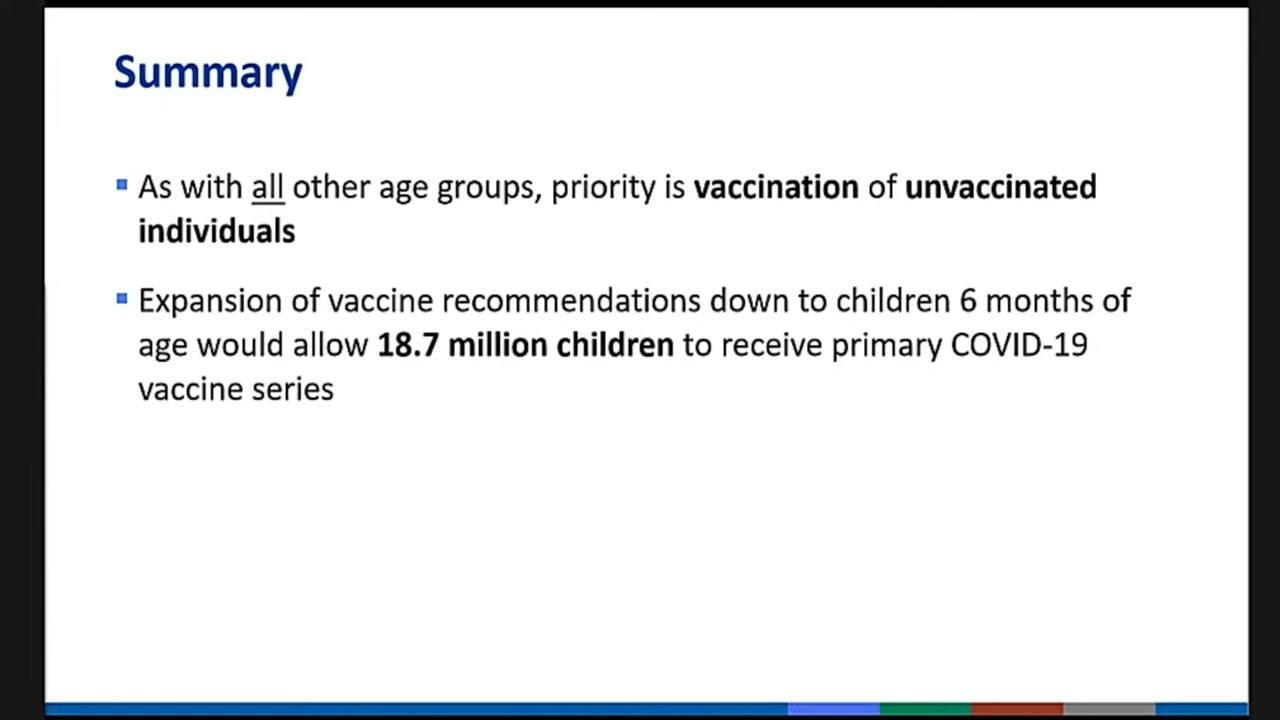 Summary
As with all other age groups, priority is vaccination of unvaccinated
individuals
Expansion of vaccine recommendations down to children 6 months of
age would allow 18.7 million children to receive primary COVID-19
vaccine series